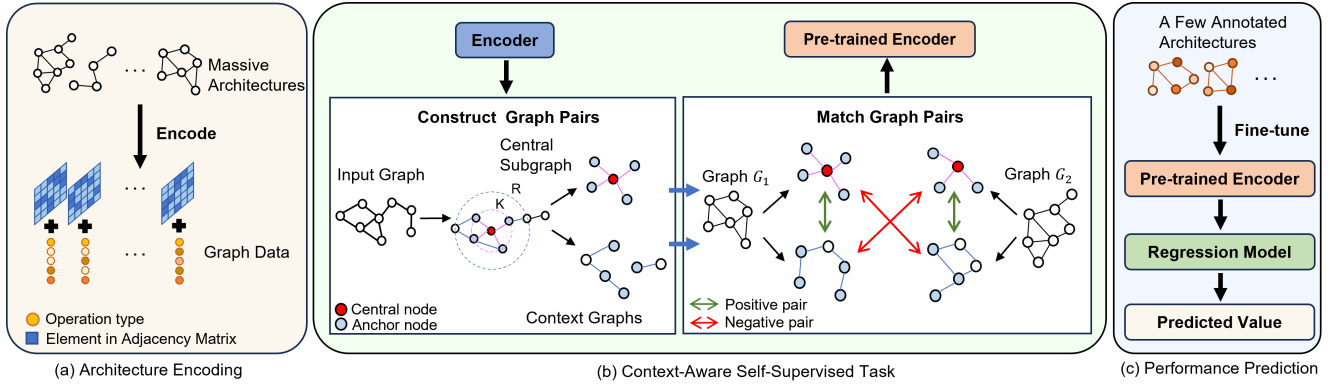 Massive
Architectures
Encode
Graph Data
Operation type
Element in Adjacency Matrix
(a) Architecture Encoding
Encoder
Pre-trained Encoder
Construct Graph Pairs
Central
Subgraph
Input Graph
R
K
Central node
Anchor node
Context Graphs
Match Graph Pairs
Graph G₁
Graph G₂
Positive pair
Negative pair
(b) Context-Aware Self-Supervised Task
A Few Annotated
Architectures
Fine-tune
Pre-trained Encoder
Regression Model
Predicted Value
(c) Performance Prediction